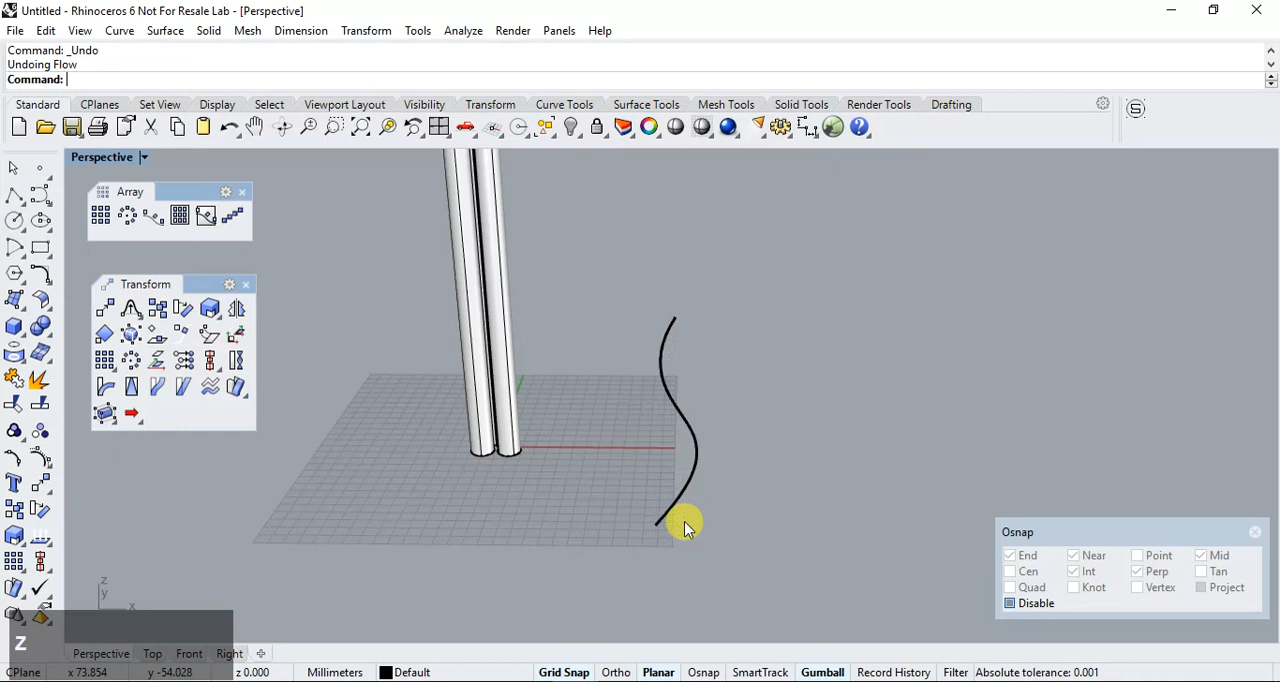 Untitled - Rhinoceros 6 Not For Resale Lab - [Perspective]
File Edit View Curve Surface Solid Mesh Dimension Transform Tools Analyze Render Panels Help
Command: _Undo
Undoing Flow
Command:
Standard CPlanes Set View Display Select Viewport Layout Visibility Transform Curve Tools Surface Tools Mesh Tools Solid Tools Render Tools Drafting
Perspective
Array
Transform
Osnap
End Near Point Mid
Cen Int Perp Tan
Quad Knot Vertex Project
Disable
z
y
x
z
Perspective Top Front Right
CPlane x 73.854 y -54.028 z 0.000 Millimeters Default Grid Snap Ortho Planar Osnap SmartTrack Gumball Record History Filter Absolute tolerance: 0.001